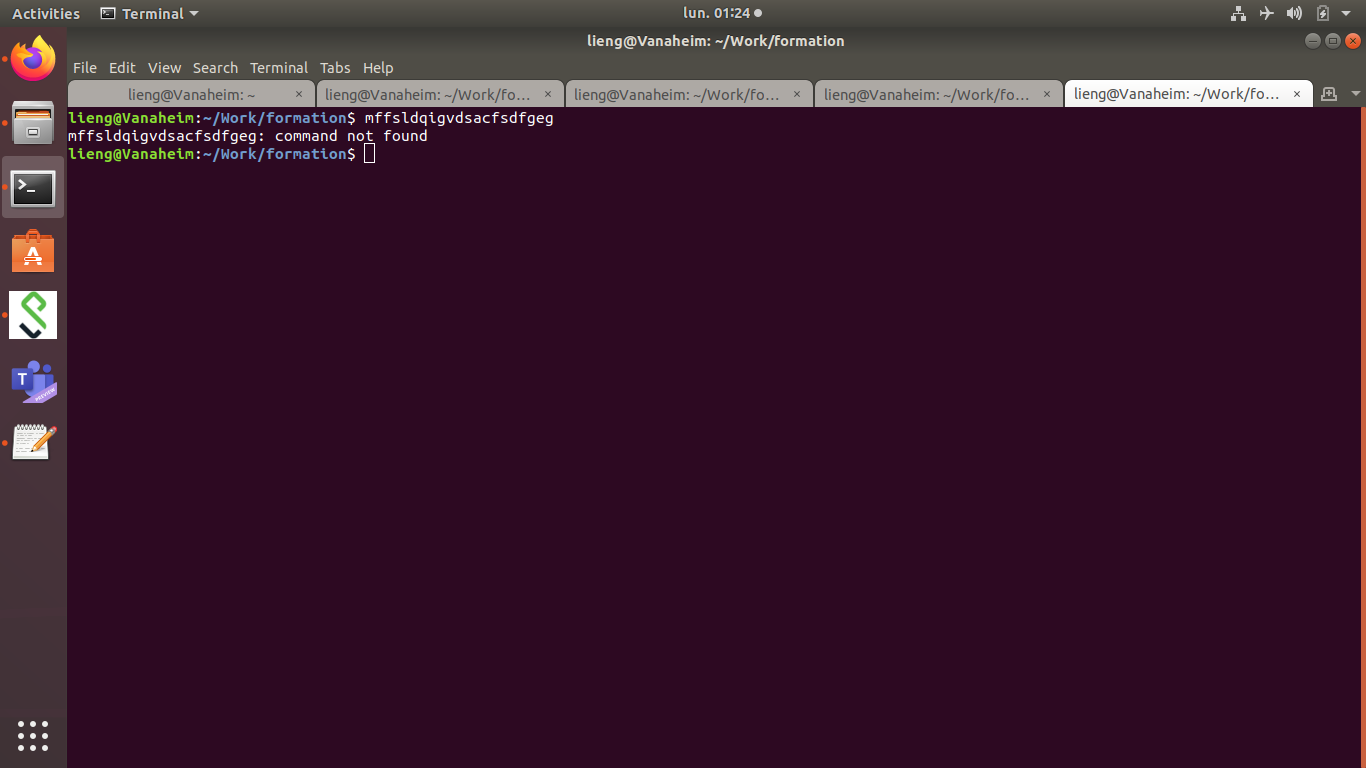 Activities Terminal lun. 01:24
lieng@Vanaheim: ~/Work/formation
File Edit View Search Terminal Tabs Help
lieng@Vanaheim: ~ × lieng@Vanaheim: ~/Work/fo... × lieng@Vanaheim: ~/Work/fo... × lieng@Vanaheim: ~/Work/fo... × lieng@Vanaheim: ~/Work/fo... ×
lieng@Vanaheim:~/Work/formation$ mffsldqigvdsacfsdfgeg
mffsldqigvdsacfsdfgeg: command not found
lieng@Vanaheim:~/Work/formation$
T
PREVIEW